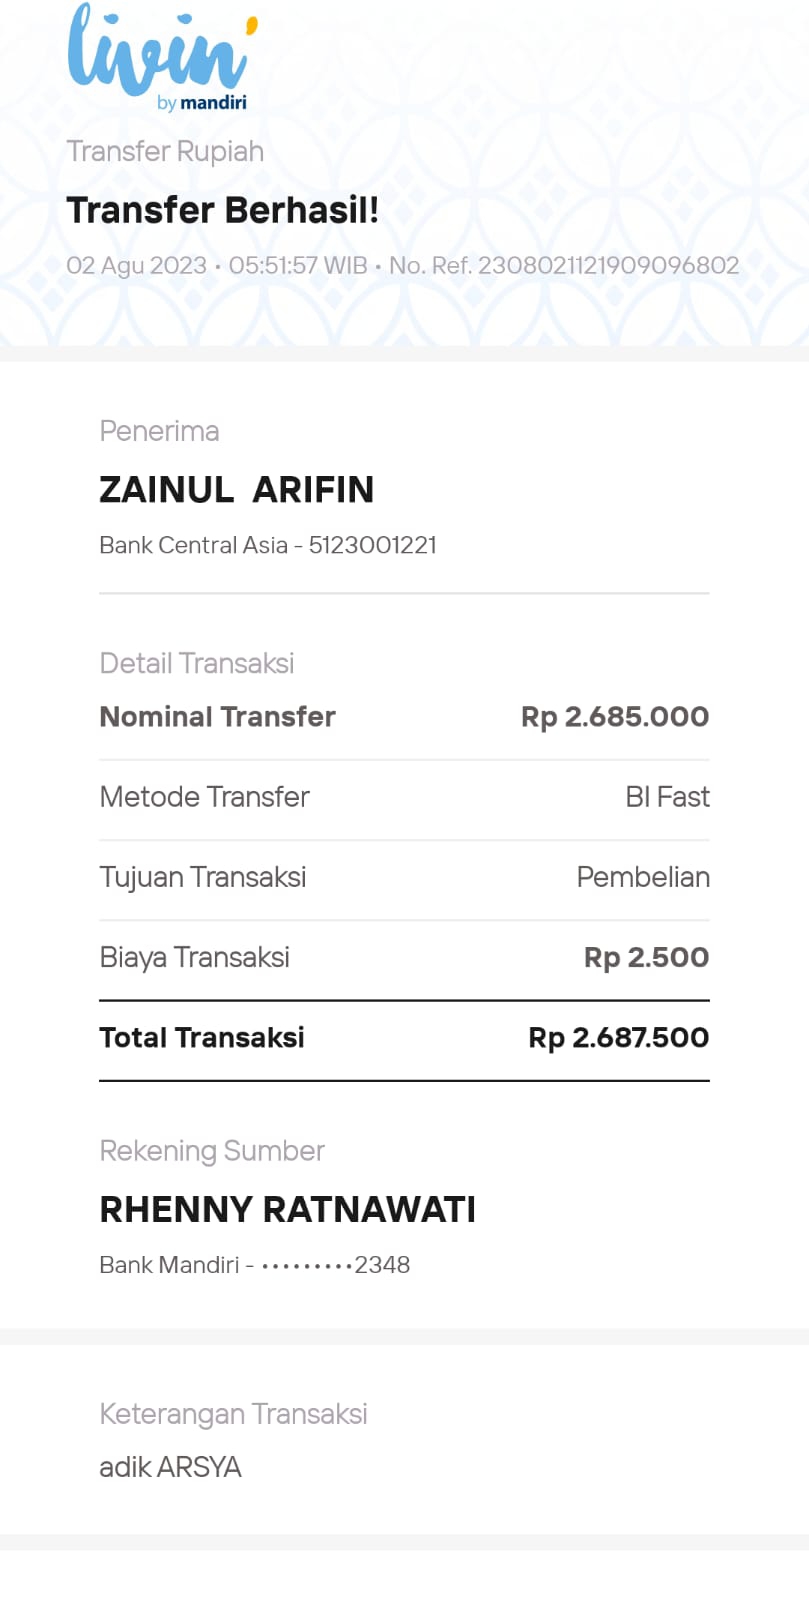 livin'
by mandiri
Transfer Rupiah
Transfer Berhasil!
02 Agu 2023 • 05:51:57 WIB • No. Ref. 2308021121909096802
Penerima
ZAINUL ARIFIN
Bank Central Asia - 5123001221
Detail Transaksi
Nominal Transfer Rp 2.685.000
Metode Transfer BI Fast
Tujuan Transaksi Pembelian
Biaya Transaksi Rp 2.500
Total Transaksi Rp 2.687.500
Rekening Sumber
RHENNY RATNAWATI
Bank Mandiri - •••••••••2348
Keterangan Transaksi
adik ARSYA